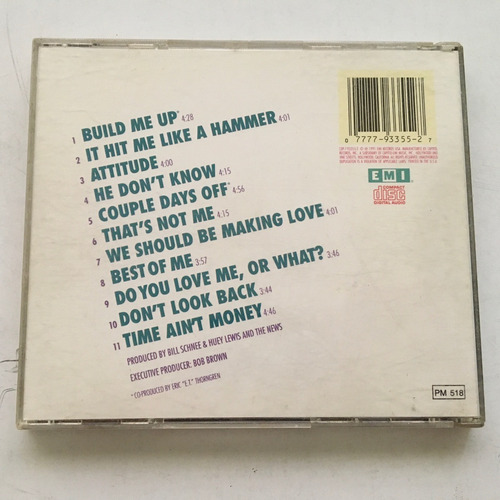 1 BUILD ME UP* 4:28
2 IT HIT ME LIKE A HAMMER 4:01
3 ATTITUDE 4:00
4 HE DON'T KNOW 4:15
5 COUPLE DAYS OFF* 4:56
6 THAT'S NOT ME 4:15
7 WE SHOULD BE MAKING LOVE 4:01
8 BEST OF ME 3:57
9 DO YOU LOVE ME, OR WHAT? 3:46
10 DON'T LOOK BACK 3:44
11 TIME AIN'T MONEY 4:46
PRODUCED BY BILL SCHNEE & HUEY LEWIS AND THE NEWS
EXECUTIVE PRODUCER: BOB BROWN
* CO-PRODUCED BY ERIC "E.T." THORNGREN
0 7777-93355-2 7
EMI
COMPACT
disc
DIGITAL AUDIO
PM 518